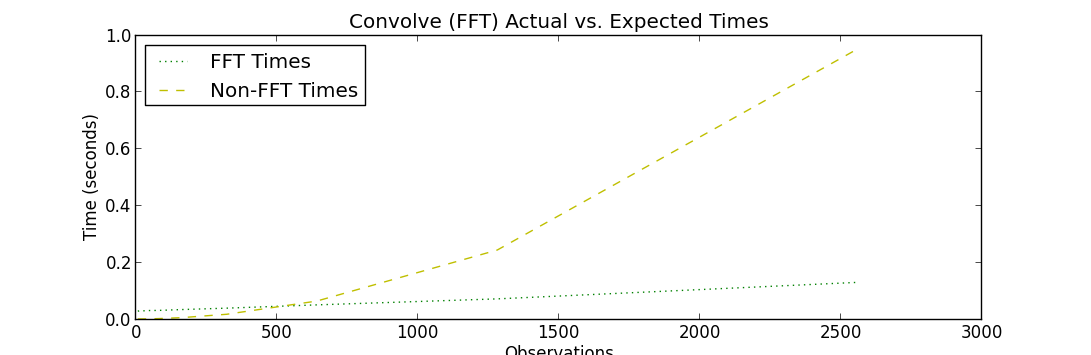 Convolve (FFT) Actual vs. Expected Times
FFT Times
Non-FFT Times
Time (seconds)
1.0
0.8
0.6
0.4
0.2
0.0
0 500 1000 1500 2000 2500 3000
Observations